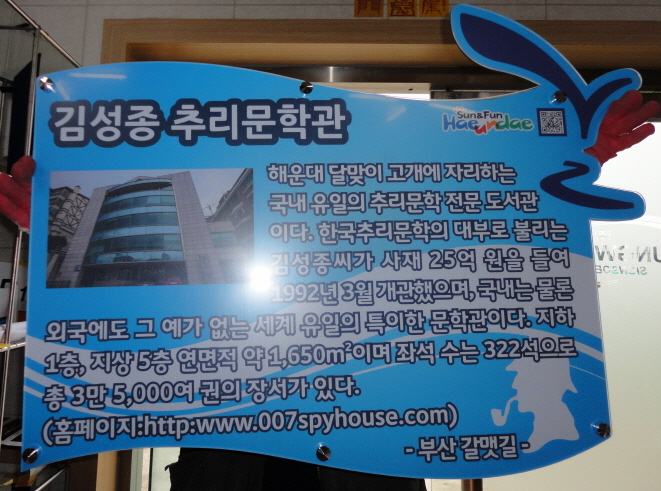 김성종 추리문학관
Sun&Fun
Haeundae
해운대 달맞이 고개에 자리하는
국내 유일의 추리문학 전문 도서관
이다. 한국추리문학의 대부로 불리는
김성종씨가 사재 25억 원을 들여
1992년 3월 개관했으며, 국내는 물론
외국에도 그 예가 없는 세계 유일의 특이한 문학관이다. 지하
1층, 지상 5층 연면적 약 1,650m²이며 좌석 수는 322석으로
총 3만 5,000여 권의 장서가 있다.
(홈페이지:http:www.007spyhouse.com)
- 부산 갈맷길 -